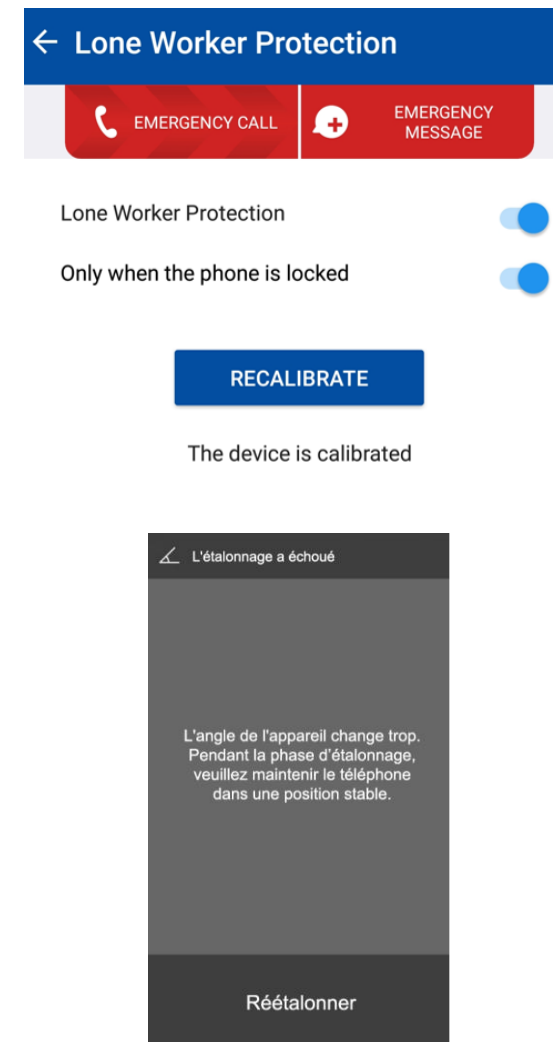 Lone Worker Protection
EMERGENCY CALL
EMERGENCY
MESSAGE
Lone Worker Protection
Only when the phone is locked
RECALIBRATE
The device is calibrated
L'étalonnage a échoué
L'angle de l'appareil change trop.
Pendant la phase d'étalonnage,
veuillez maintenir le téléphone
dans une position stable.
Réétalonner